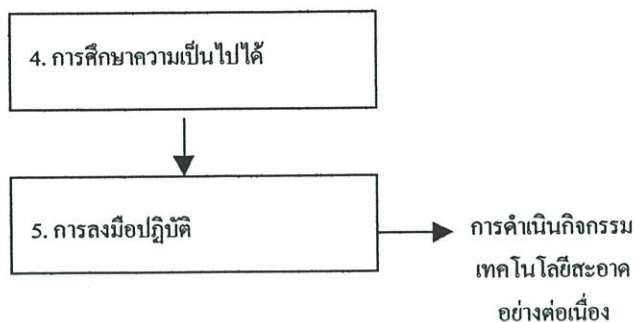 4. การศึกษาความเป็นไปได้
5. การลงมือปฏิบัติ
การดำเนินกิจกรรม
เทคโนโลยีสะอาด
อย่างต่อเนื่อง